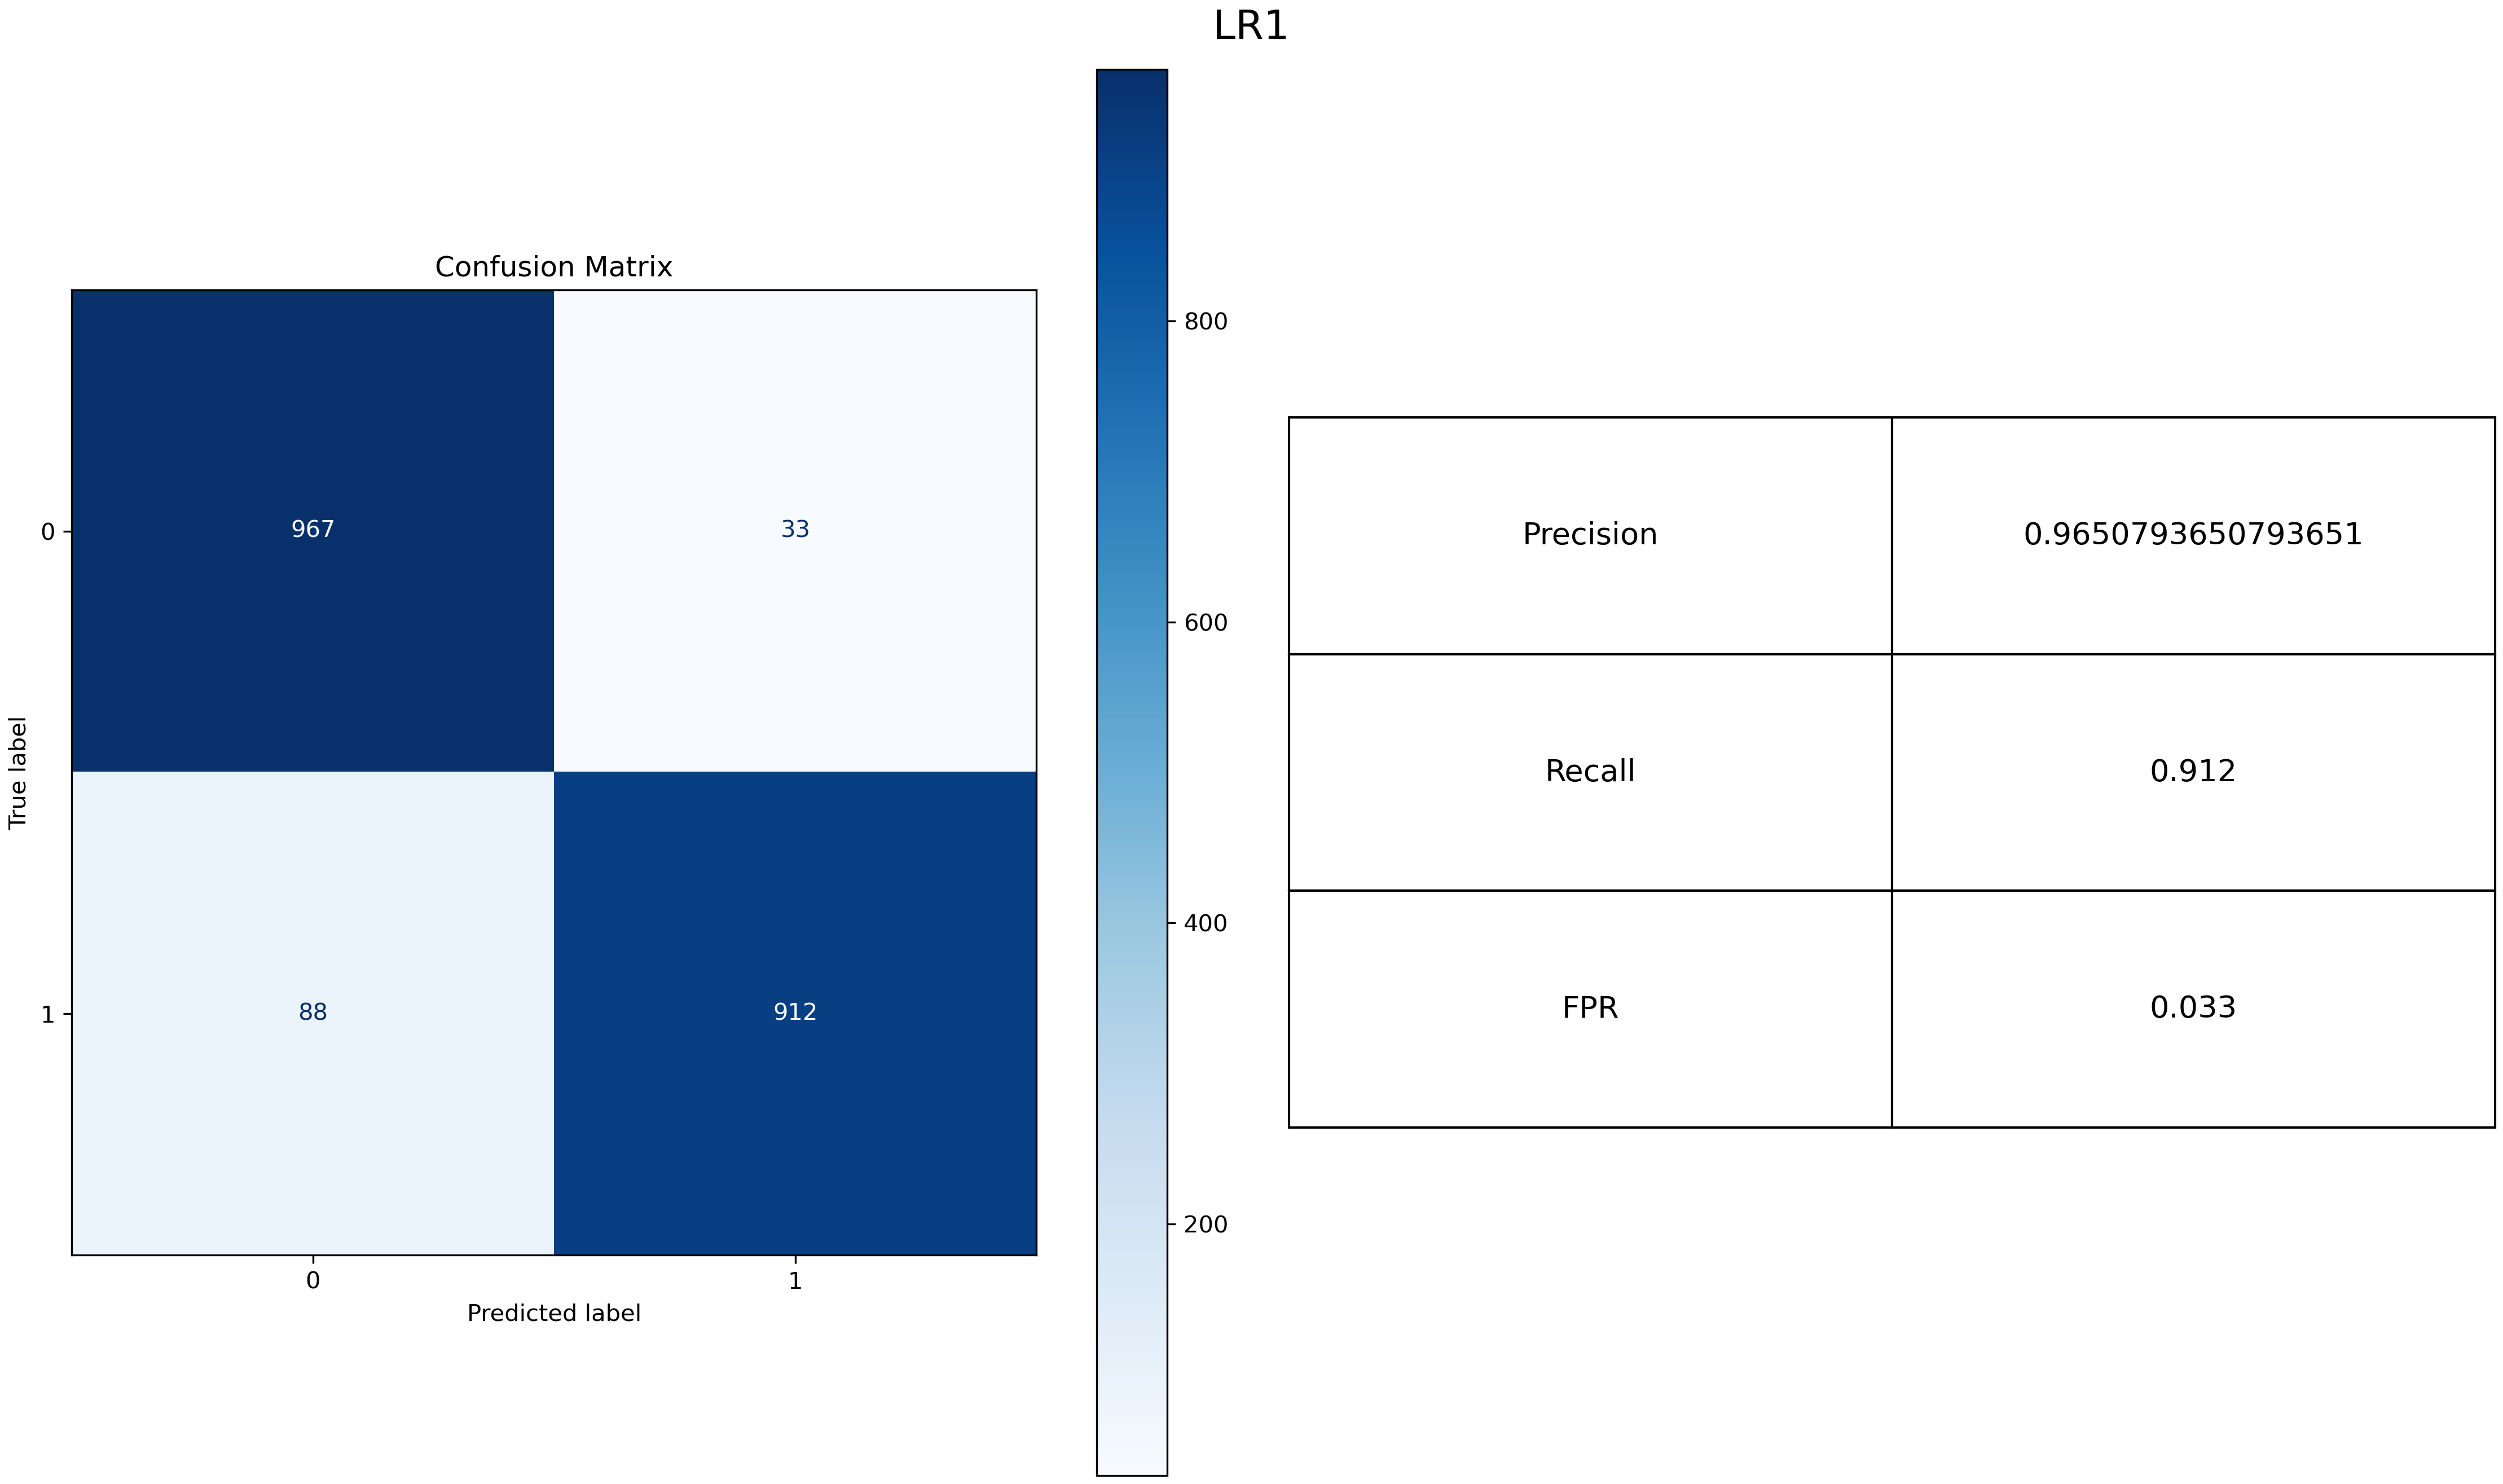 LR1
Confusion Matrix
True label
0
967
33
1
88
912
0
1
Predicted label
800
600
400
200
Precision 0.9650793650793651
Recall 0.912
FPR 0.033